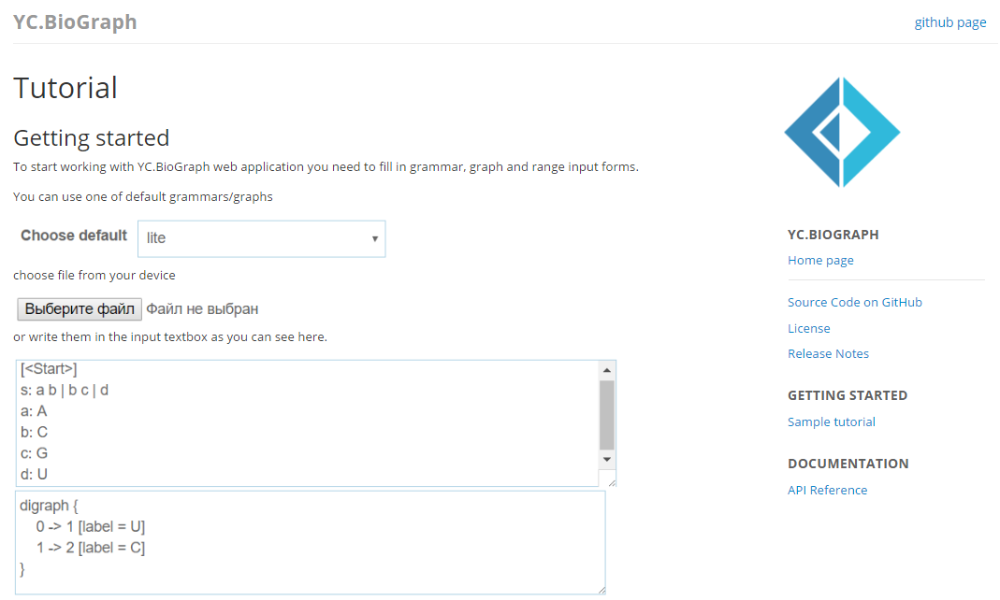 YC.BioGraph
github page
Tutorial
Getting started
To start working with YC.BioGraph web application you need to fill in grammar, graph and range input forms.
You can use one of default grammars/graphs
Choose default lite
choose file from your device
Выберите файл Файл не выбран
or write them in the input textbox as you can see here.
[<Start>]
s: a b | b c | d
a: A
b: C
c: G
d: U
digraph {
0 -> 1 [label = U]
1 -> 2 [label = C]
}
YC.BIOGRAPH
Home page
Source Code on GitHub
License
Release Notes
GETTING STARTED
Sample tutorial
DOCUMENTATION
API Reference